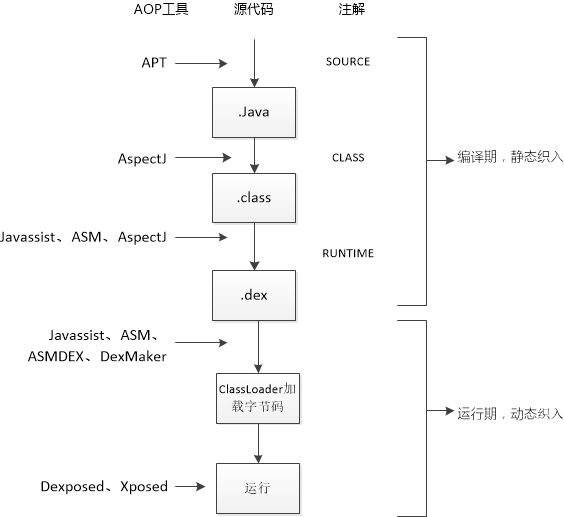 AOP工具 源代码 注解
APT
SOURCE
.Java
AspectJ
CLASS
编译期，静态织入
.class
Javassist、ASM、AspectJ
RUNTIME
.dex
Javassist、ASM、
ASMDEX、DexMaker
ClassLoader加
载字节码
运行期，动态织入
Dexposed、Xposed
运行